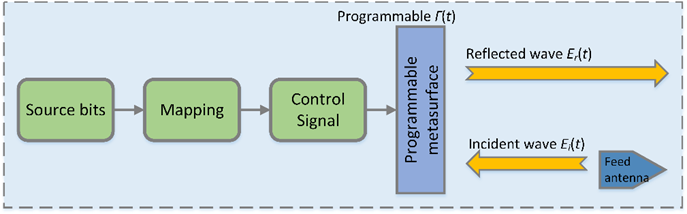 Programmable Γ(t)
Source bits
Mapping
Control
Signal
Programmable
metasurface
Reflected wave Er(t)
Incident wave Ei(t)
Feed
antenna